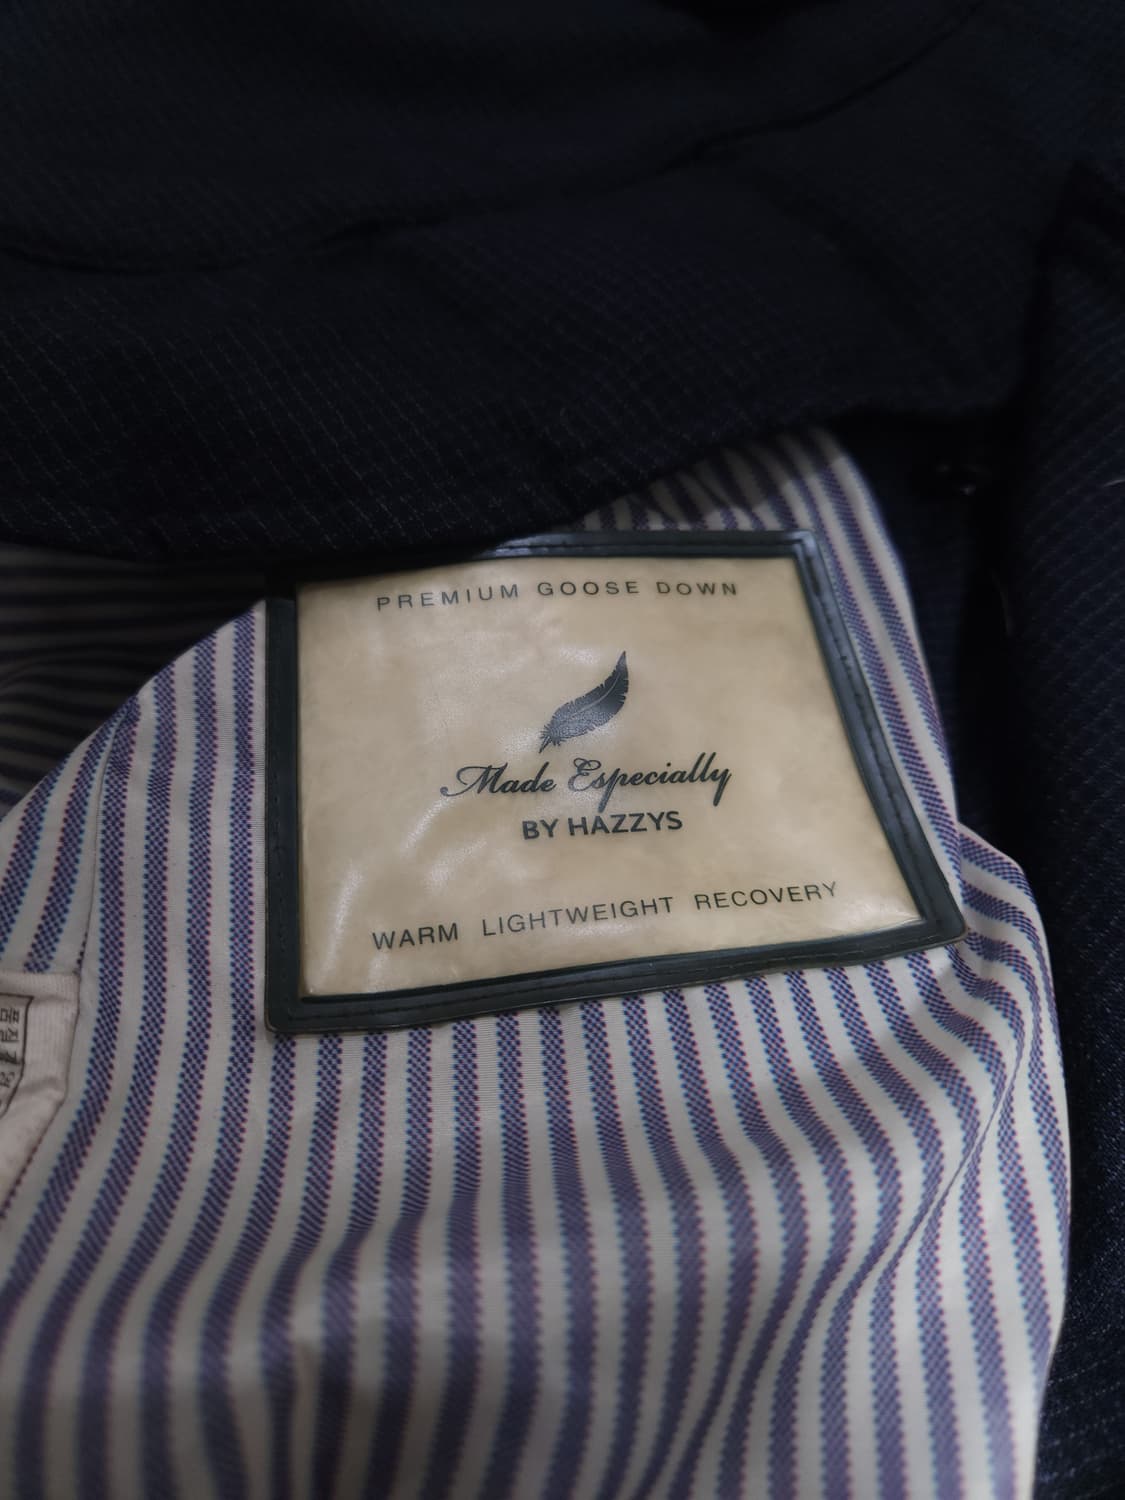 PREMIUM GOOSE DOWN
Made Especially
BY HAZZYS
WARM LIGHTWEIGHT RECOVERY